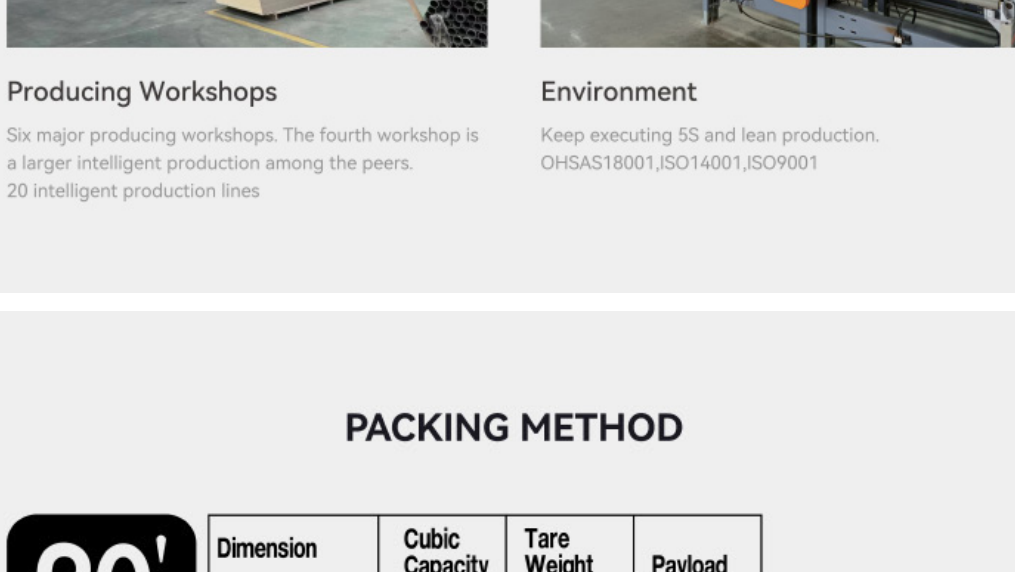 Producing Workshops
Six major producing workshops. The fourth workshop is
a larger intelligent production among the peers.
20 intelligent production lines
Environment
Keep executing 5S and lean production.
OHSAS18001,ISO14001,ISO9001
PACKING METHOD
Dimension
Cubic
Capacity
Tare
Weight
Payload